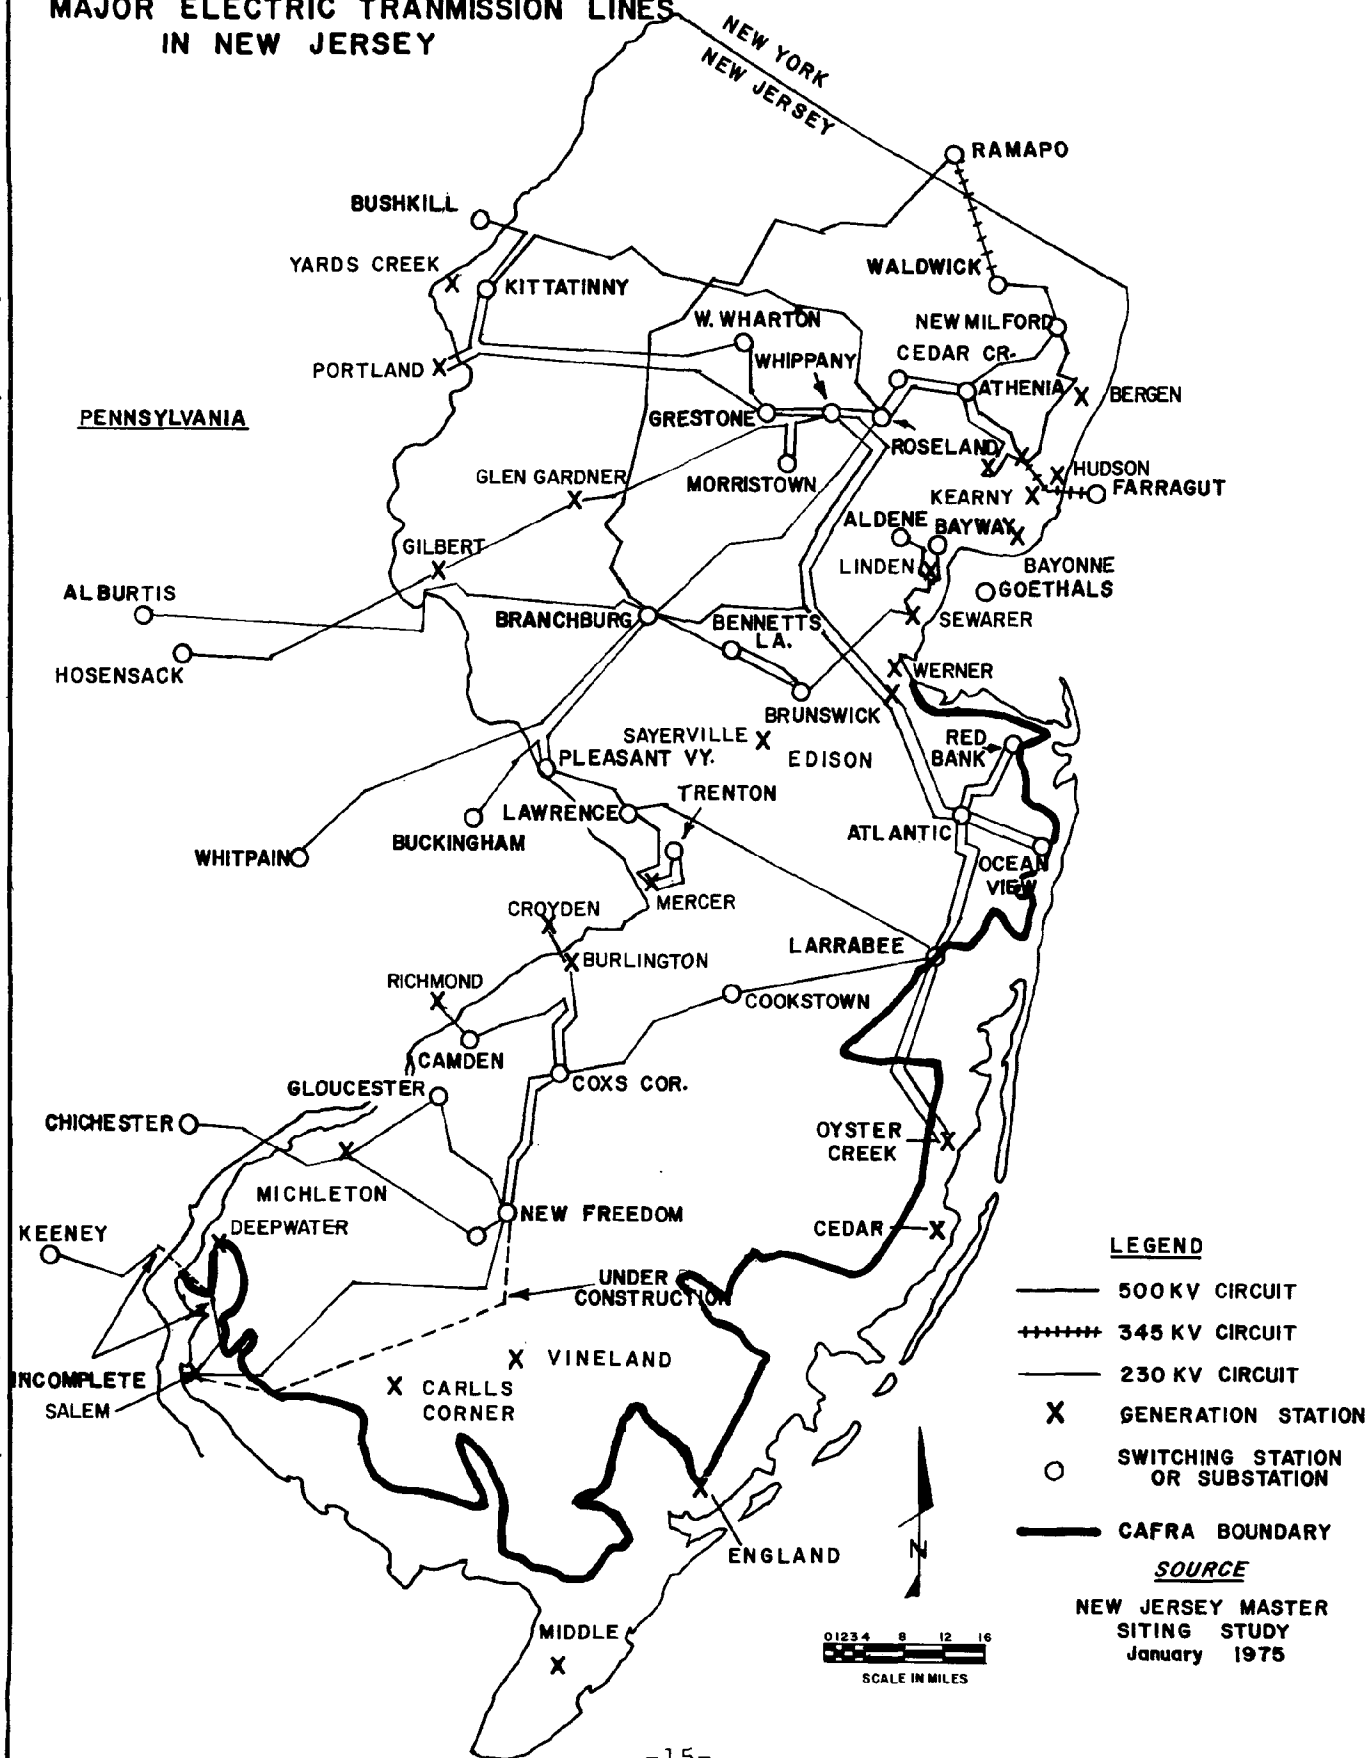 MAJOR ELECTRIC TRANMISSION LINES
IN NEW JERSEY
NEW YORK
NEW JERSEY
RAMAPO
BUSHKILL
YARDS CREEK
KITTATINNY
WALDWICK
W. WHARTON
NEW MILFORD
WHIPPANY
CEDAR CR.
PORTLAND
ATHENIA
BERGEN
PENNSYLVANIA
GRESTONE
ROSELAND
GLEN GARDNER
MORRISTOWN
HUDSON
KEARNY
FARRAGUT
ALDENE
BAYWAY
GILBERT
LINDEN
BAYONNE
GOETHALS
ALBURTIS
BRANCHBURG
BENNETTS
LA.
SEWARER
HOSENSACK
WERNER
BRUNSWICK
SAYERVILLE
EDISON
RED
BANK
PLEASANT VY.
TRENTON
LAWRENCE
BUCKINGHAM
ATLANTIC
WHITPAIN
OCEAN
VIEW
MERCER
CROYDEN
LARRABEE
BURLINGTON
RICHMOND
COOKSTOWN
CAMDEN
COXS COR.
GLOUCESTER
CHICHESTER
OYSTER
CREEK
MICHLETON
NEW FREEDOM
DEEPWATER
KEENEY
CEDAR
UNDER
CONSTRUCTION
INCOMPLETE
SALEM
VINELAND
CARLLS
CORNER
ENGLAND
MIDDLE
LEGEND
500 KV CIRCUIT
345 KV CIRCUIT
230 KV CIRCUIT
X GENERATION STATION
SWITCHING STATION
OR SUBSTATION
CAFRA BOUNDARY
SOURCE
NEW JERSEY MASTER
SITING STUDY
January 1975
N
0 1 2 3 4 8 12 16
SCALE IN MILES
-15-